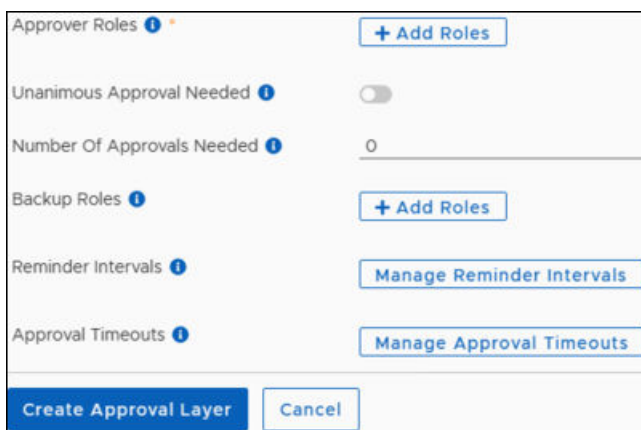 Approver Roles *
+ Add Roles
Unanimous Approval Needed
Number Of Approvals Needed
0
Backup Roles
+ Add Roles
Reminder Intervals
Manage Reminder Intervals
Approval Timeouts
Manage Approval Timeouts
Create Approval Layer
Cancel